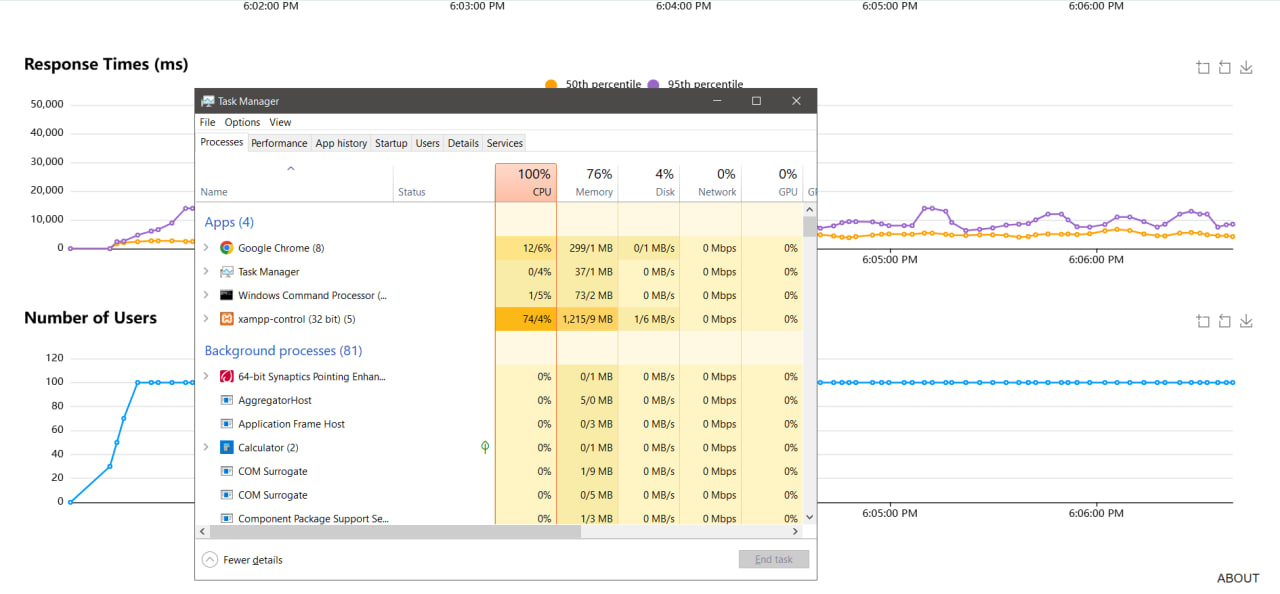 6:02:00 PM 6:03:00 PM 6:04:00 PM 6:05:00 PM 6:06:00 PM
Response Times (ms)
50th percentile 95th percentile
50,000
40,000
30,000
20,000
10,000
0
6:05:00 PM 6:06:00 PM
Number of Users
120
100
80
60
40
20
0
6:05:00 PM 6:06:00 PM
Task Manager
File Options View
Processes Performance App history Startup Users Details Services
100% 76% 4% 0% 0%
Name Status CPU Memory Disk Network GPU
Apps (4)
Google Chrome (8) 12/6% 299/1 MB 0/1 MB/s 0 Mbps 0%
Task Manager 0/4% 37/1 MB 0 MB/s 0 Mbps 0%
Windows Command Processor (... 1/5% 73/2 MB 0 MB/s 0 Mbps 0%
xampp-control (32 bit) (5) 74/4% 1,215/9 MB 1/6 MB/s 0 Mbps 0%
Background processes (81)
64-bit Synaptics Pointing Enhan... 0% 0/1 MB 0 MB/s 0 Mbps 0%
AggregatorHost 0% 5/0 MB 0 MB/s 0 Mbps 0%
Application Frame Host 0% 0/3 MB 0 MB/s 0 Mbps 0%
Calculator (2) 0% 0/1 MB 0 MB/s 0 Mbps 0%
COM Surrogate 0% 1/9 MB 0 MB/s 0 Mbps 0%
COM Surrogate 0% 0/5 MB 0 MB/s 0 Mbps 0%
Component Package Support Se... 0% 1/3 MB 0 MB/s 0 Mbps 0%
Fewer details End task
ABOUT